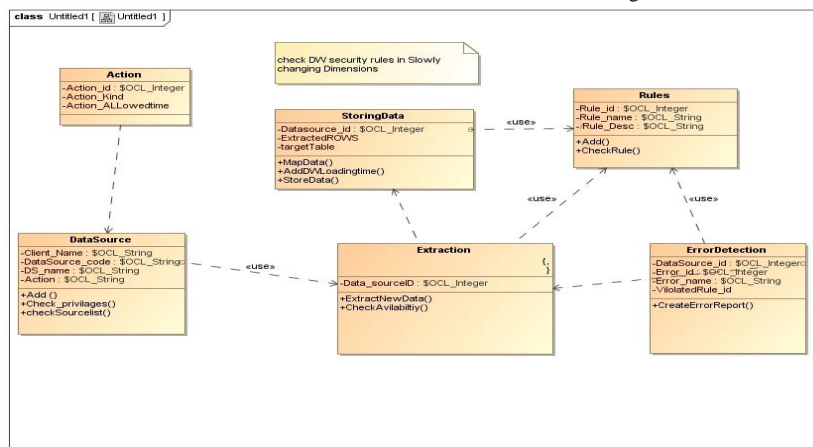 class Untitled1 [ Untitled1 ]
check DW security rules in Slowly
changing Dimensions
Action
-Action_id : $OCL_Integer
-Action_Kind
-Action_ALLowedtime
StoringData
-Datasource_id : $OCL_Integer
-ExtractedROWS
-targetTable
+MapData()
+AddDWLoadingtime()
+StoreData()
«use»
Rules
-Rule_id : $OCL_Integer
-Rule_name : $OCL_String
-/Rule_Desc : $OCL_String
+Add()
+CheckRule()
«use»
«use»
DataSource
-Client_Name : $OCL_String
-DataSource_code : $OCL_String
-DS_name : $OCL_String
-Action : $OCL_String
+Add ()
+Check_privilages()
+checkSourcelist()
«use»
Extraction
{.
}
-Data_sourceID : $OCL_Integer
+ExtractNewData()
+CheckAvilabiltiy()
ErrorDetection
-DataSource_id : $OCL_Integer
-Error_id : $OCL_Integer
-Error_name : $OCL_String
-VilolatedRule_id
+CreateErrorReport()